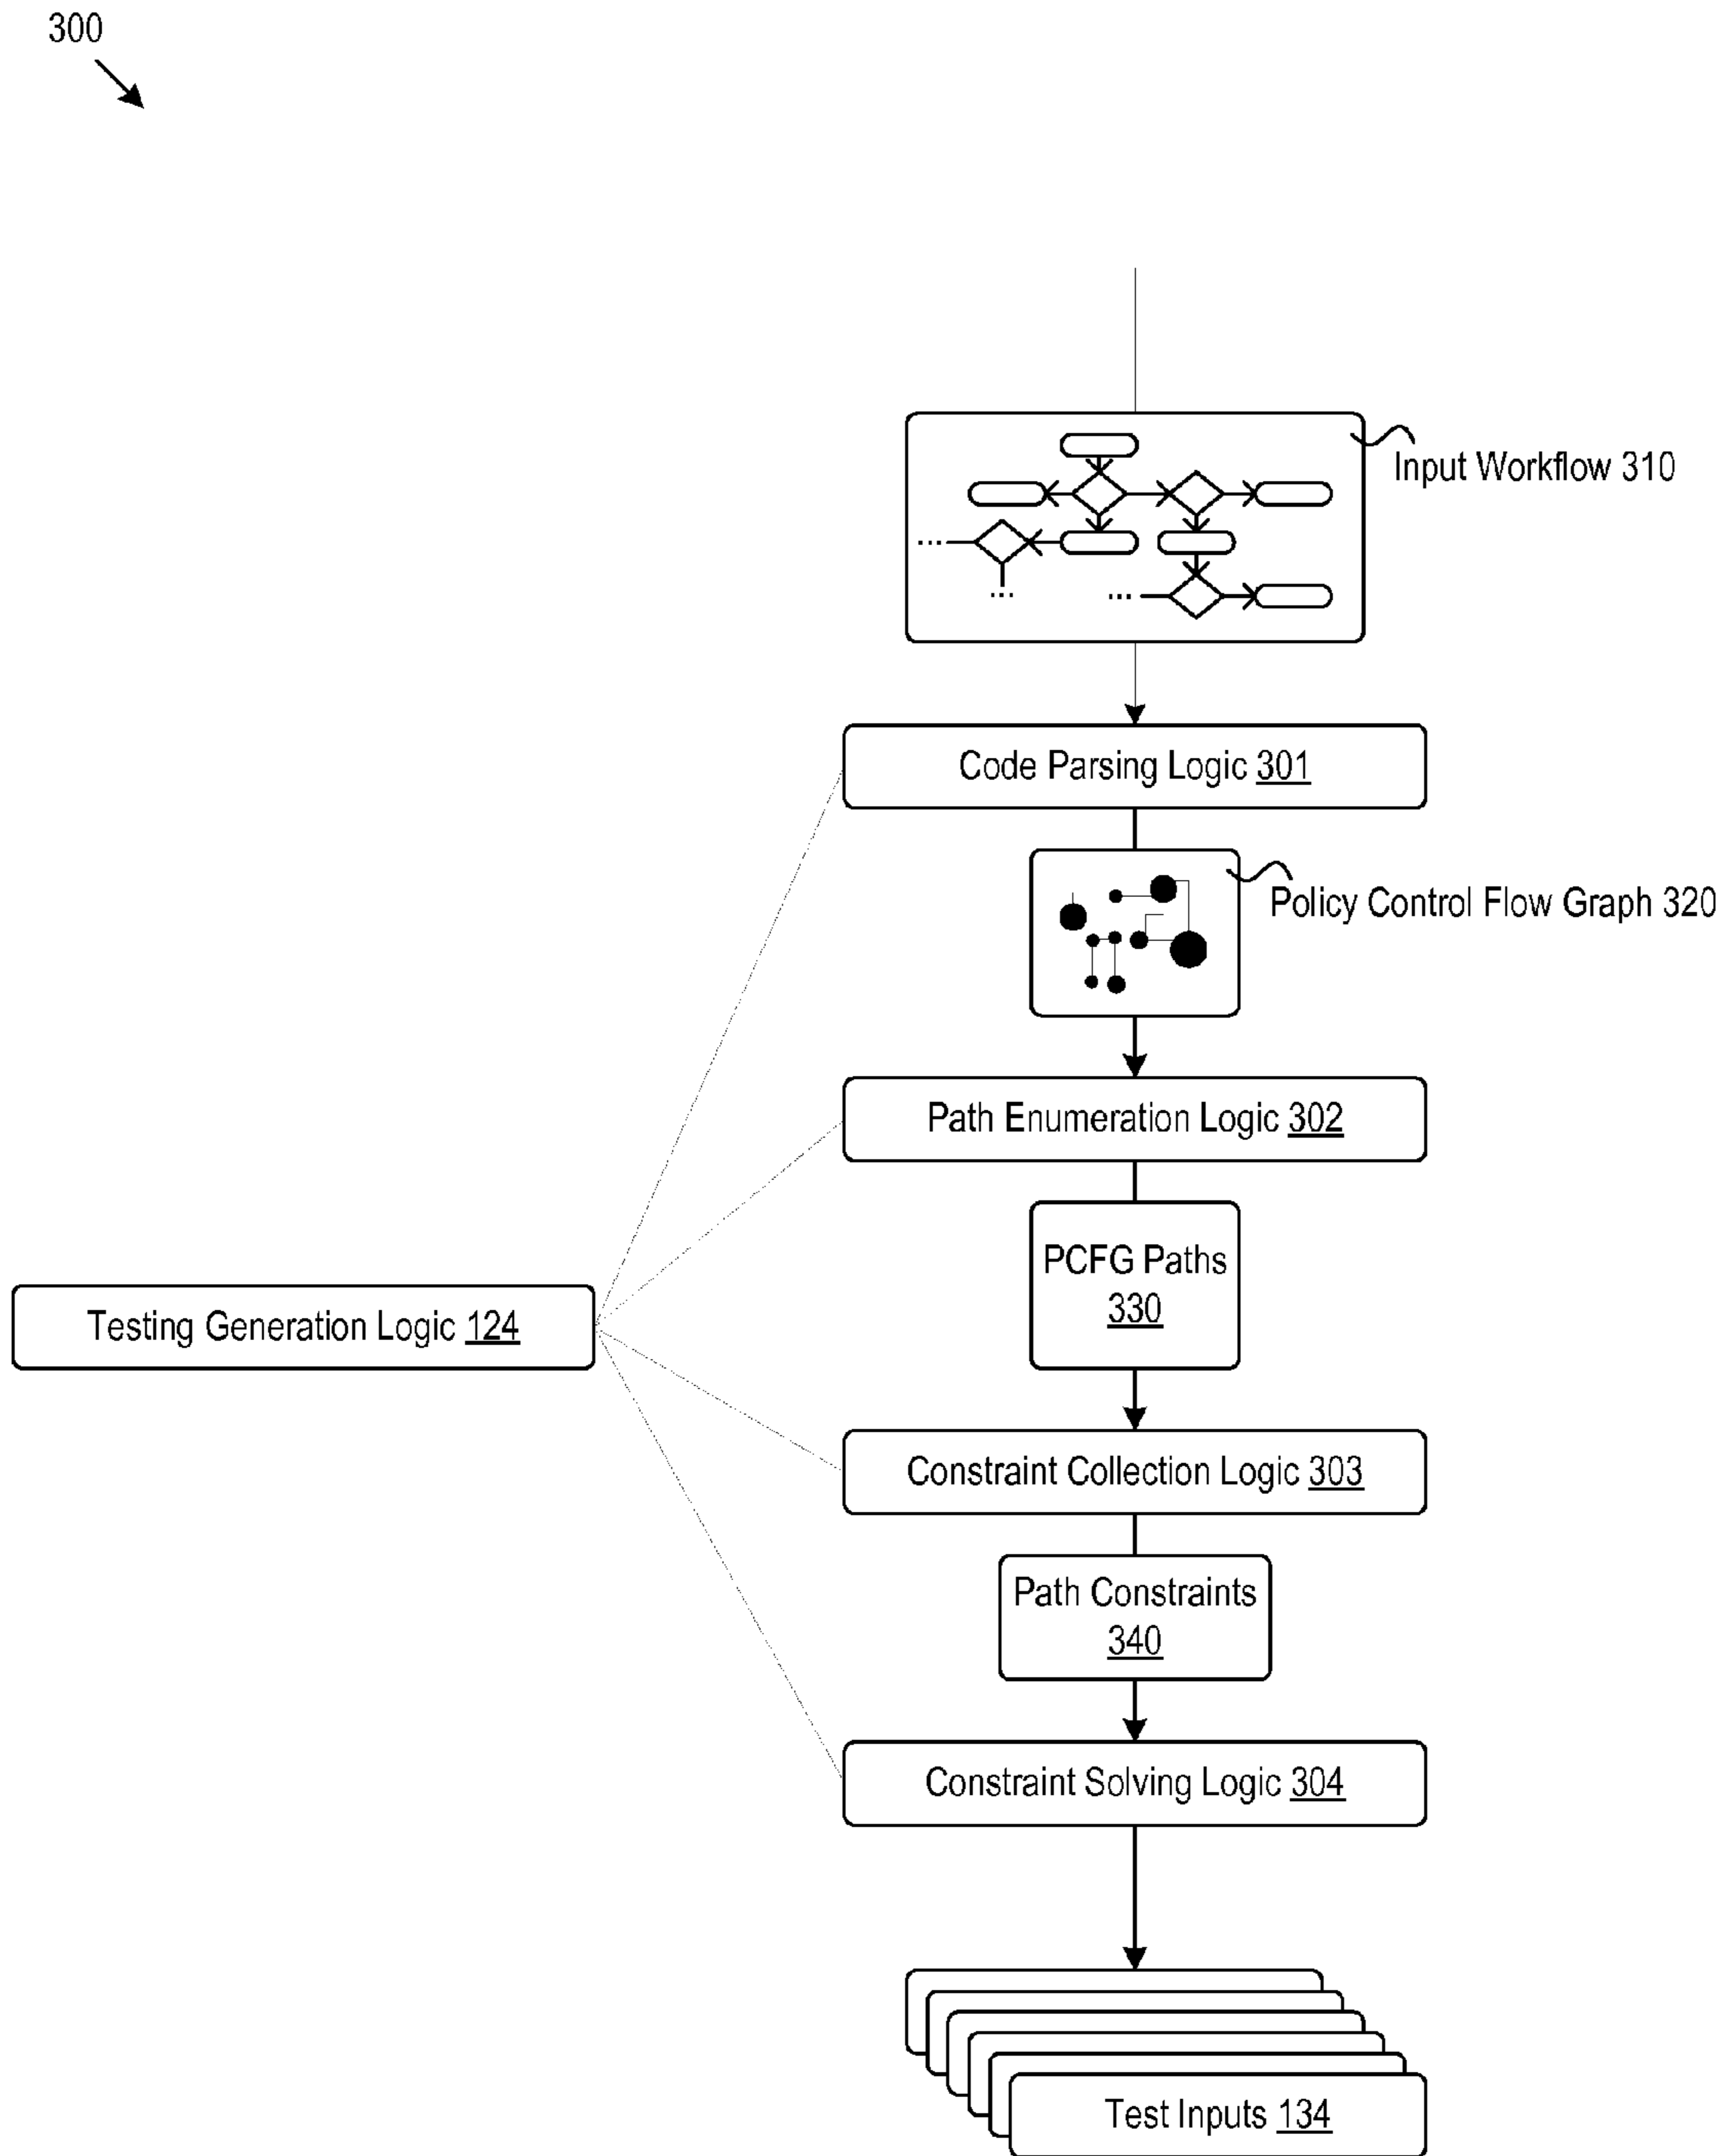 300
Input Workflow 310
...
...
...
Code Parsing Logic 301
Policy Control Flow Graph 320
Path Enumeration Logic 302
PCFG Paths
330
Testing Generation Logic 124
Constraint Collection Logic 303
Path Constraints
340
Constraint Solving Logic 304
Test Inputs 134